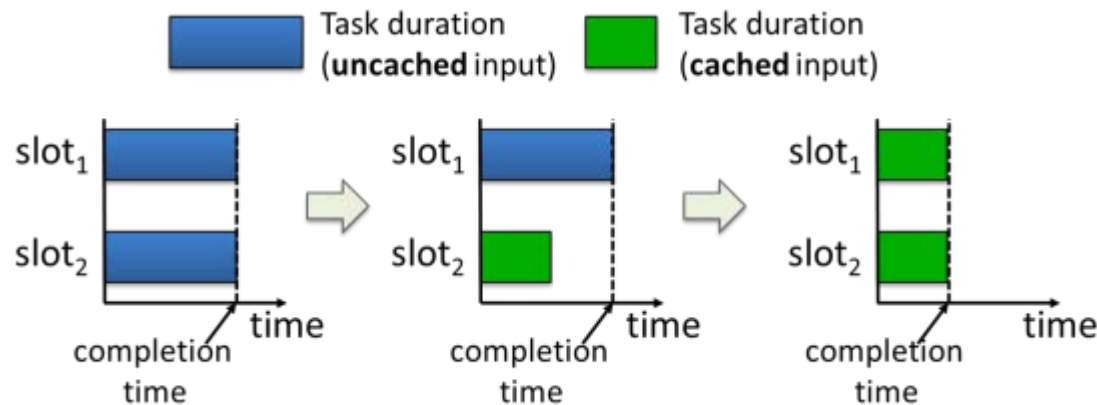 Task duration
(uncached input)
Task duration
(cached input)
slot₁
slot₂
time
completion
time
slot₁
slot₂
time
completion
time
slot₁
slot₂
time
completion
time